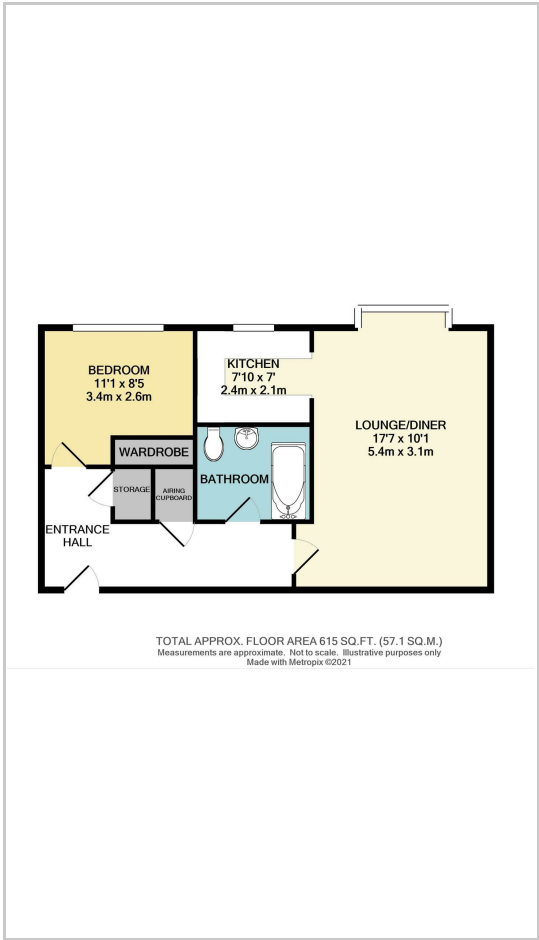 BEDROOM
11'1 x 8'5
3.4m x 2.6m
KITCHEN
7'10 x 7'
2.4m x 2.1m
LOUNGE/DINER
17'7 x 10'1
5.4m x 3.1m
WARDROBE
STORAGE
AIRING
CUPBOARD
BATHROOM
ENTRANCE
HALL
TOTAL APPROX. FLOOR AREA 615 SQ.FT. (57.1 SQ.M.)
Measurements are approximate. Not to scale. Illustrative purposes only
Made with Metropix ©2021